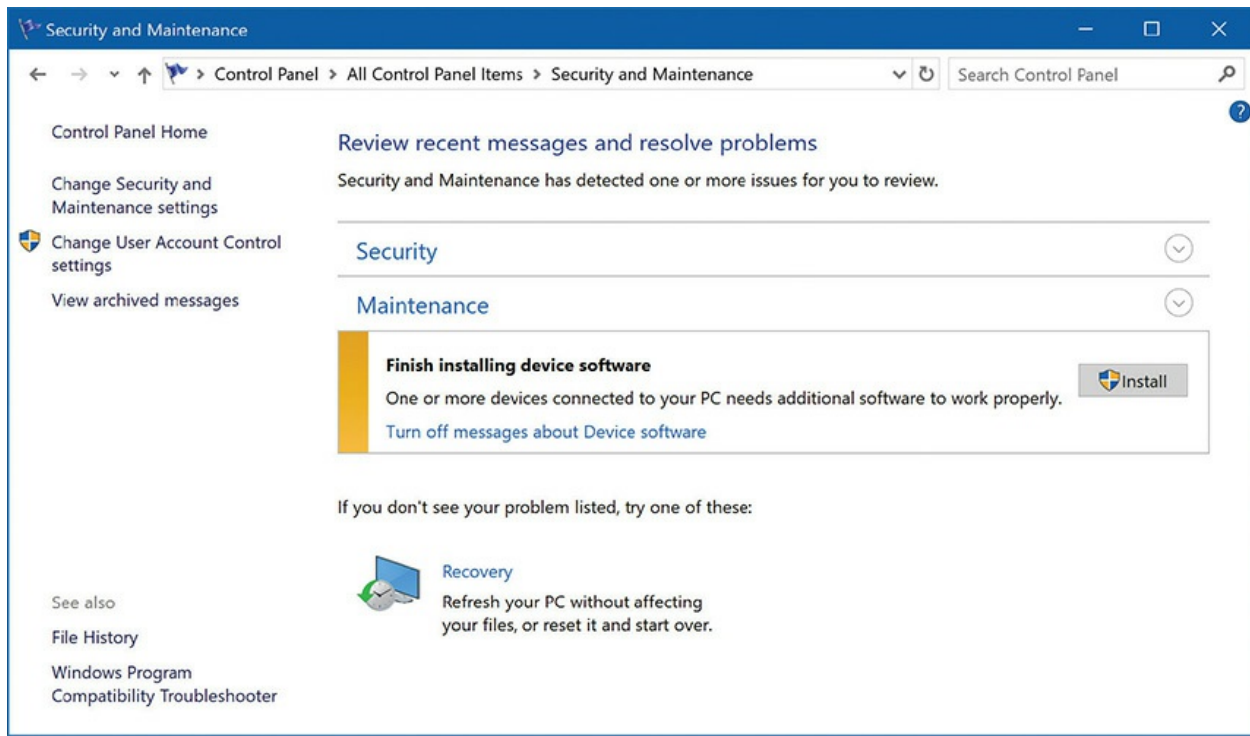 Security and Maintenance
Control Panel > All Control Panel Items > Security and Maintenance
Search Control Panel
?
Control Panel Home
Change Security and
Maintenance settings
Change User Account Control
settings
View archived messages
See also
File History
Windows Program
Compatibility Troubleshooter
Review recent messages and resolve problems
Security and Maintenance has detected one or more issues for you to review.
Security
Maintenance
Finish installing device software
One or more devices connected to your PC needs additional software to work properly.
Turn off messages about Device software
Install
If you don't see your problem listed, try one of these:
Recovery
Refresh your PC without affecting
your files, or reset it and start over.